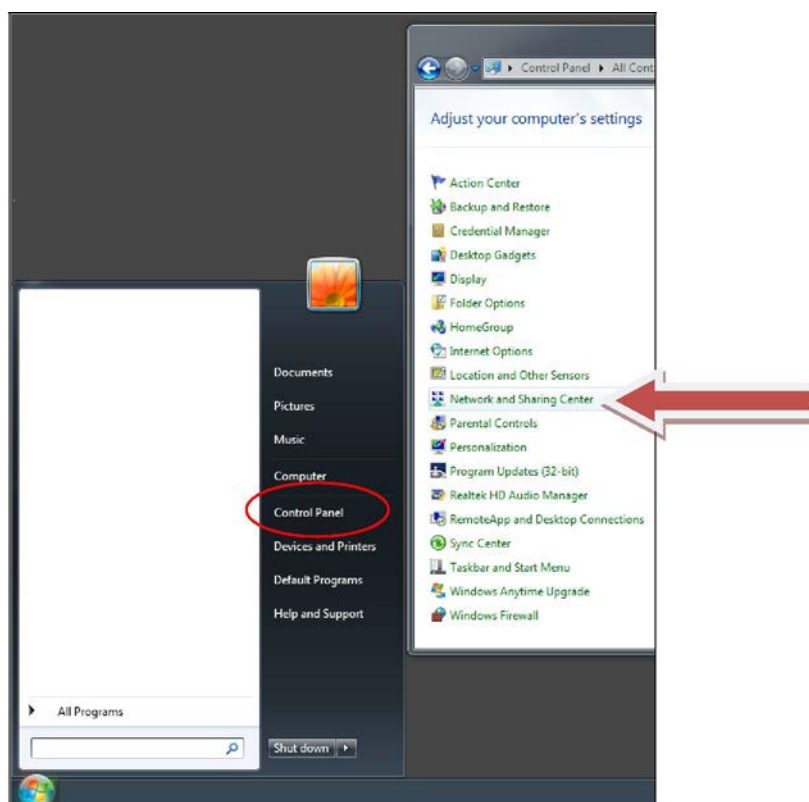 Control Panel All Cont
Adjust your computer's settings
Action Center
Backup and Restore
Credential Manager
Desktop Gadgets
Display
Folder Options
HomeGroup
Internet Options
Location and Other Sensors
Network and Sharing Center
Parental Controls
Personalization
Program Updates (32-bit)
Realtek HD Audio Manager
RemoteApp and Desktop Connections
Sync Center
Taskbar and Start Menu
Windows Anytime Upgrade
Windows Firewall
Documents
Pictures
Music
Computer
Control Panel
Devices and Printers
Default Programs
Help and Support
All Programs
Shut down